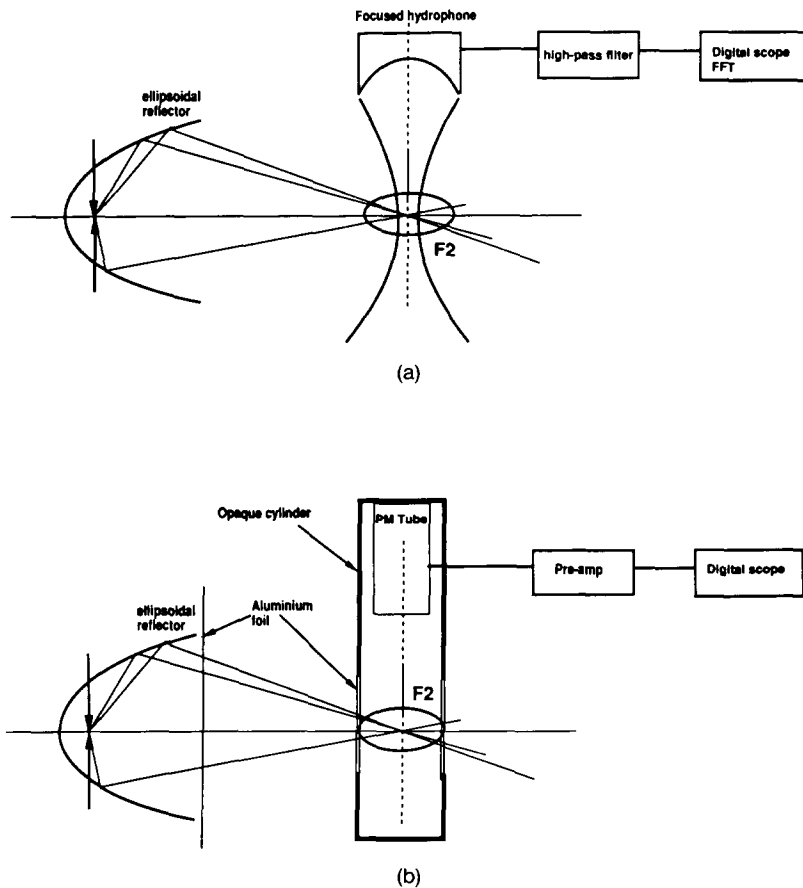 Focused hydrophone
high-pass filter
Digital scope
FFT
ellipsoidal
reflector
F2
(a)
Opaque cylinder
PM Tube
Pre-amp
Digital scope
ellipsoidal
reflector
Aluminium
foil
F2
(b)